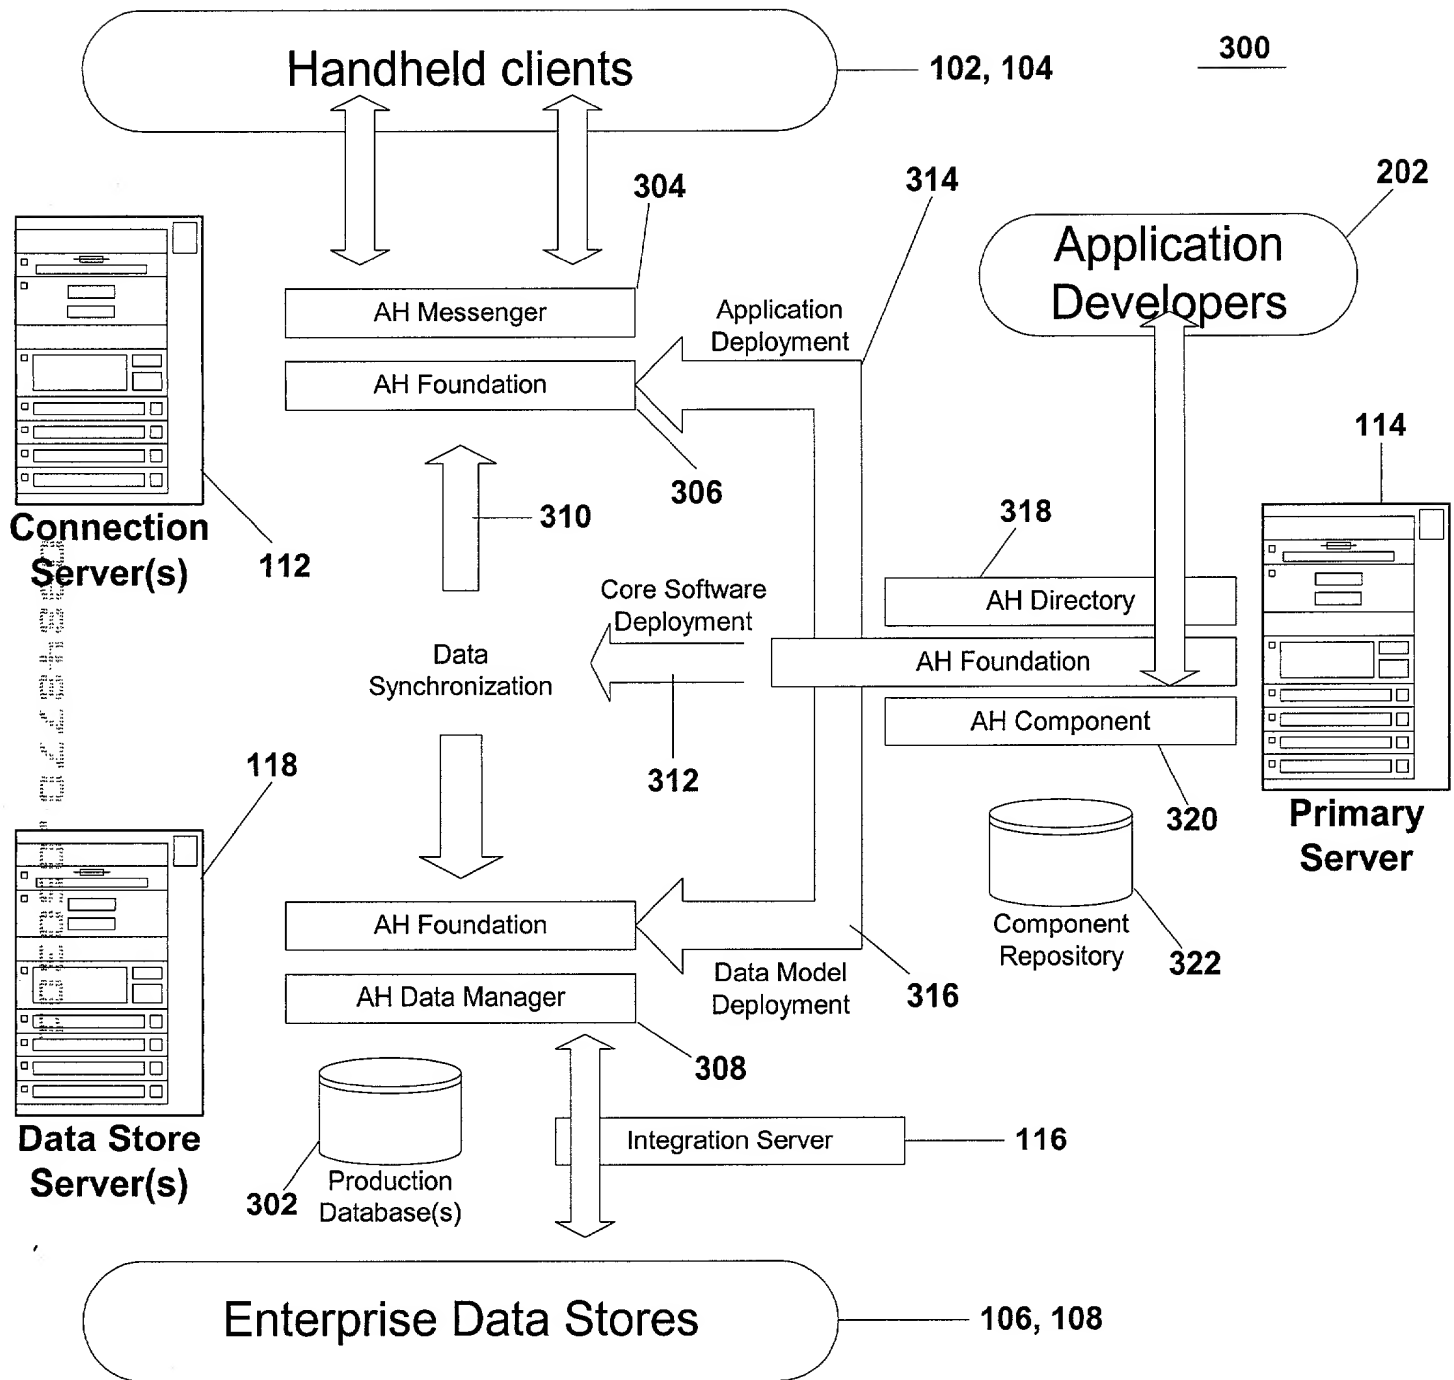 Handheld clients
102, 104
300
304
314
202
Application
Developers
AH Messenger
Application
Deployment
AH Foundation
306
114
Connection
Server(s)
112
310
318
Core Software
Deployment
AH Directory
Data
Synchronization
AH Foundation
AH Component
312
118
320
Primary
Server
AH Foundation
Component
Repository
322
AH Data Manager
Data Model
Deployment
316
308
Data Store
Server(s)
Integration Server
116
302
Production
Database(s)
Enterprise Data Stores
106, 108